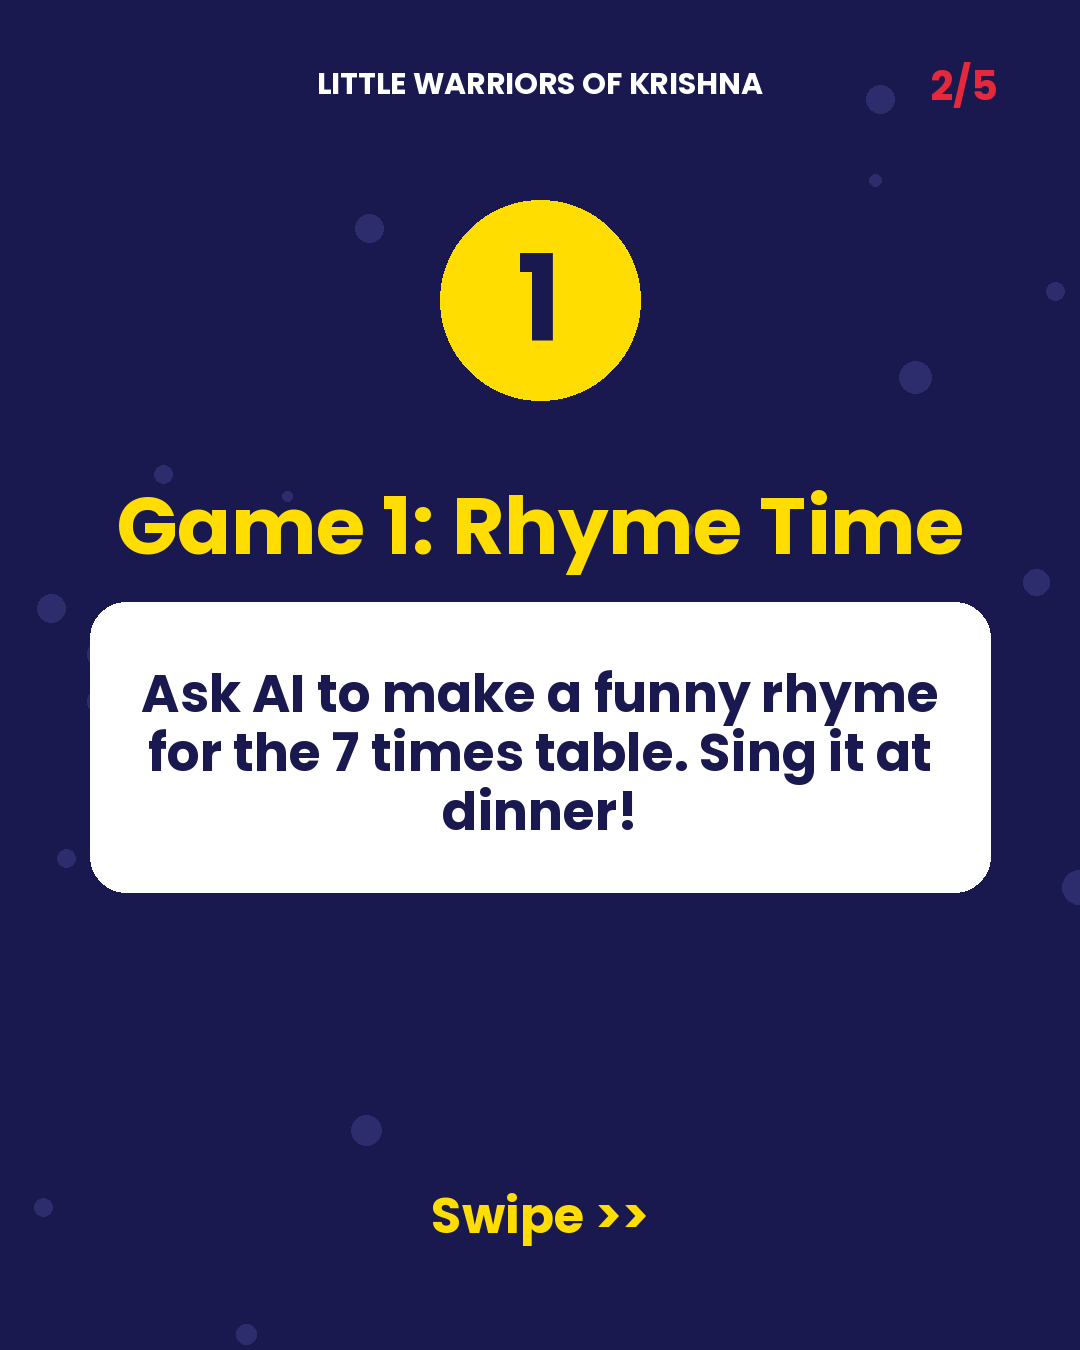 LITTLE WARRIORS OF KRISHNA
2/5
1
Game 1: Rhyme Time
Ask AI to make a funny rhyme
for the 7 times table. Sing it at
dinner!
Swipe >>